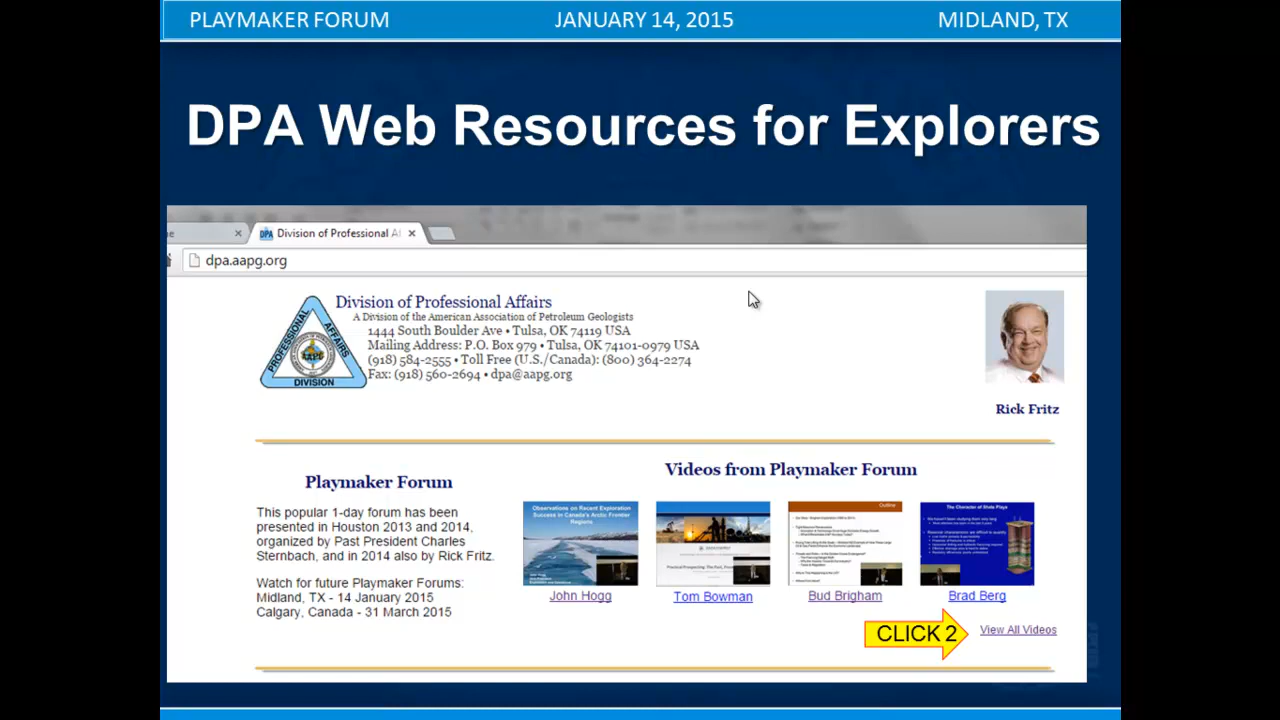 PLAYMAKER FORUM JANUARY 14, 2015 MIDLAND, TX
DPA Web Resources for Explorers
Division of Professional Af
dpa.aapg.org
Division of Professional Affairs
A Division of the American Association of Petroleum Geologists
1444 South Boulder Ave • Tulsa, OK 74119 USA
Mailing Address: P.O. Box 979 • Tulsa, OK 74101-0979 USA
(918) 584-2555 • Toll Free (U.S./Canada): (800) 364-2274
Fax: (918) 560-2694 • dpa@aapg.org
PROFESSIONAL AFFAIRS DIVISION
AAPG
Rick Fritz
Playmaker Forum
This popular 1-day forum has been
presented in Houston 2013 and 2014,
originated by Past President Charles
Sternbach, and in 2014 also by Rick Fritz.
Watch for future Playmaker Forums:
Midland, TX - 14 January 2015
Calgary, Canada - 31 March 2015
Videos from Playmaker Forum
Observations on Recent Exploration
Success in Canada's Arctic Frontier
Regions
Outline
The Character of Shale Plays
John Hogg
Tom Bowman
Bud Brigham
Brad Berg
CLICK 2
View All Videos